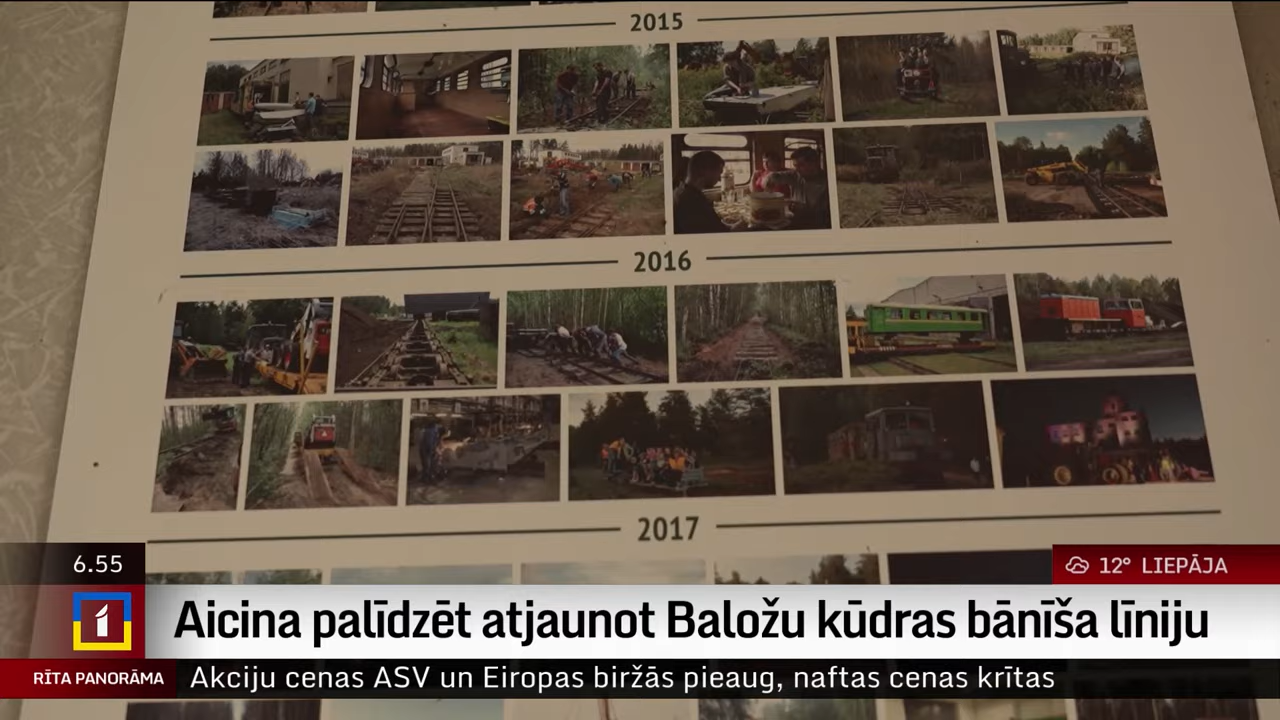 2015
2016
2017
6.55
12° LIEPĀJA
1
Aicina palīdzēt atjaunot Baložu kūdras bānīša līniju
RĪTA PANORĀMA
Akciju cenas ASV un Eiropas biržās pieaug, naftas cenas krītas